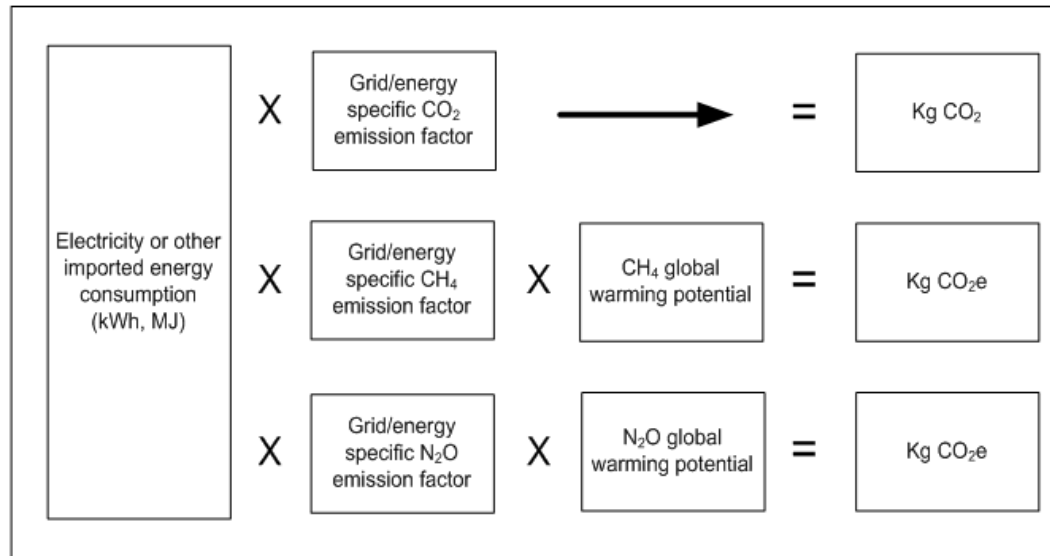 Electricity or other
imported energy
consumption
(kWh, MJ)
X
Grid/energy
specific CO₂
emission factor
=
Kg CO₂
X
Grid/energy
specific CH₄
emission factor
X
CH₄ global
warming potential
=
Kg CO₂e
X
Grid/energy
specific N₂O
emission factor
X
N₂O global
warming potential
=
Kg CO₂e